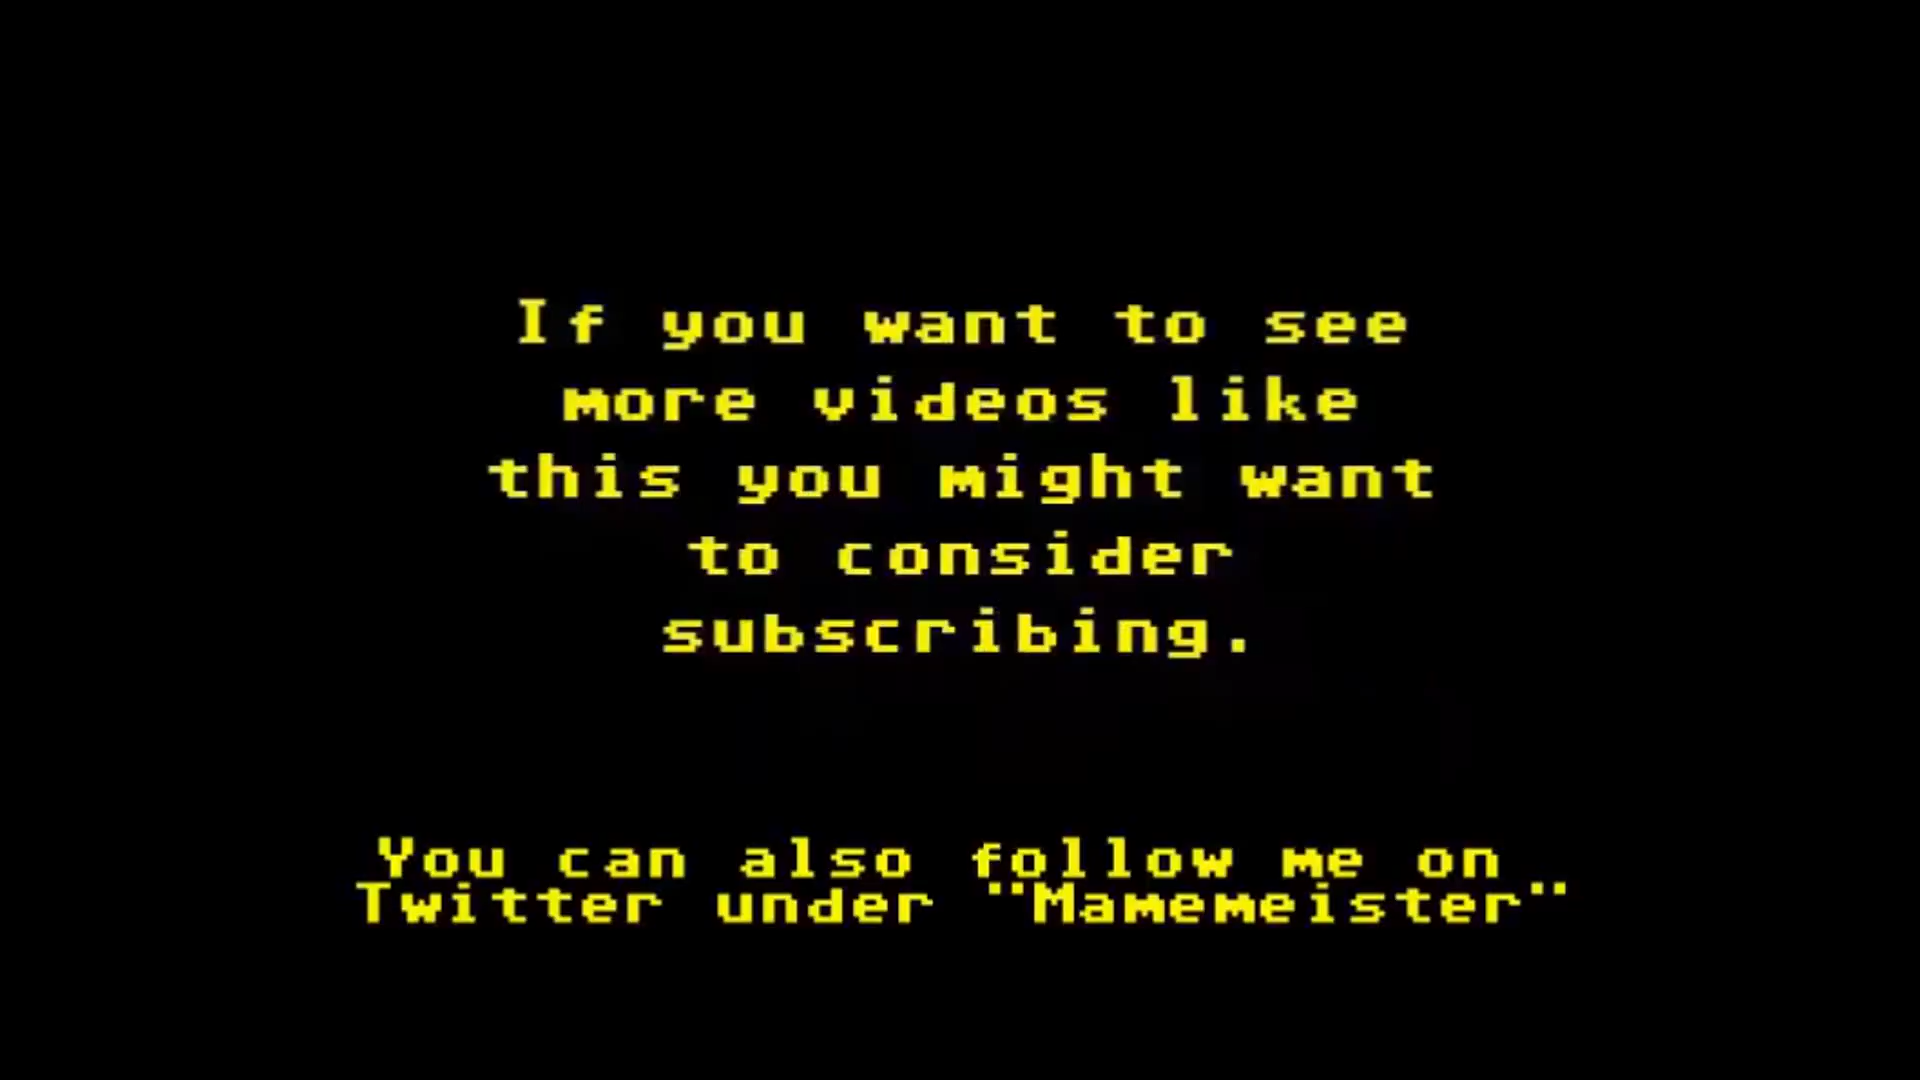 If you want to see
more videos like
this you might want
to consider
subscribing.
You can also follow me on
Twitter under "Mamemeister"